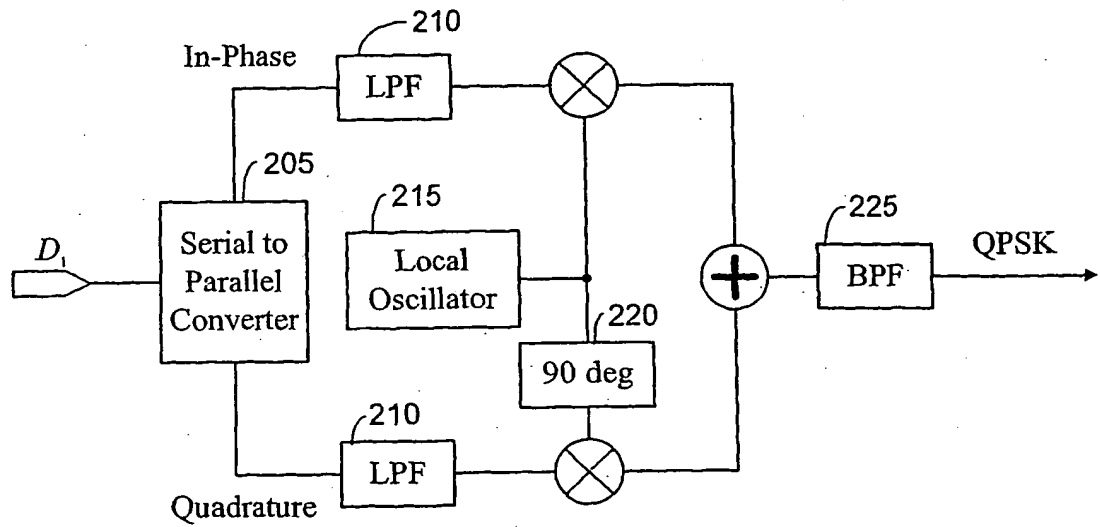 210
In-Phase
LPF
205
215
225
D₁
Serial to
Parallel
Converter
Local
Oscillator
QPSK
BPF
220
90 deg
210
LPF
Quadrature